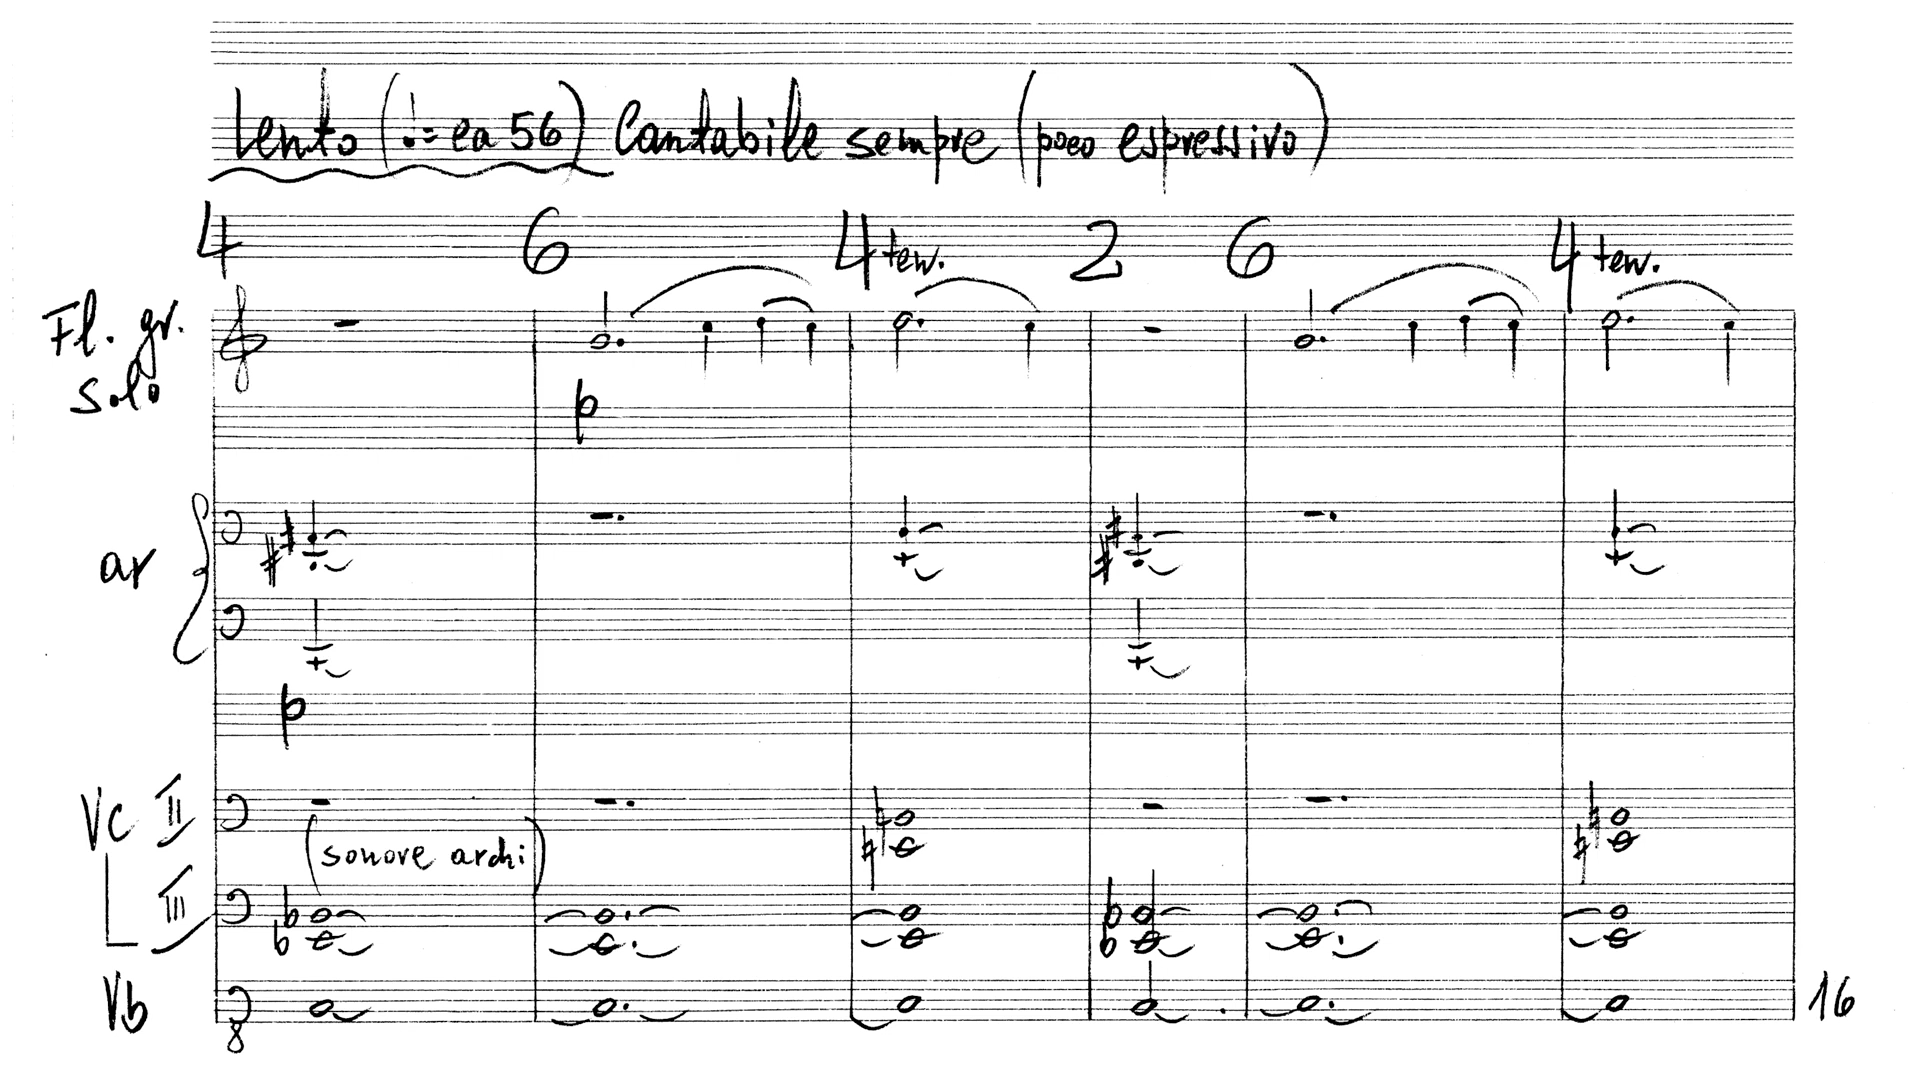 Lento (♩= ca 56) Cantabile sempre (poco espressivo)
4 6 4 ten. 2 6 4 ten.
Fl. gr.
solo
p
ar
p
Vc II
(sonore archi)
III
Vb
8
16